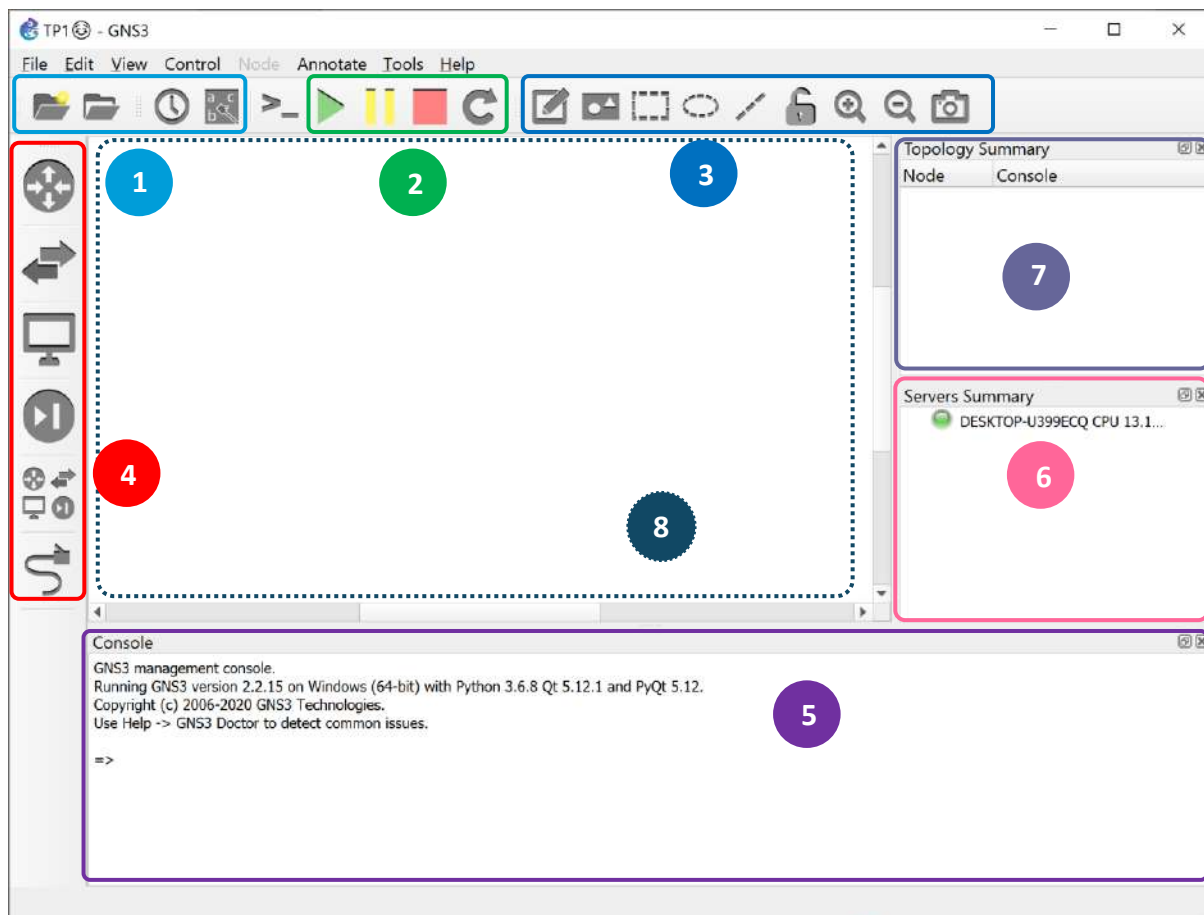 TP1 - GNS3
File Edit View Control Node Annotate Tools Help
1
2
3
Topology Summary
Node Console
7
Servers Summary
DESKTOP-U399ECQ CPU 13.1...
6
4
8
Console
GNS3 management console.
Running GNS3 version 2.2.15 on Windows (64-bit) with Python 3.6.8 Qt 5.12.1 and PyQt 5.12.
Copyright (c) 2006-2020 GNS3 Technologies.
Use Help -> GNS3 Doctor to detect common issues.
=>
5